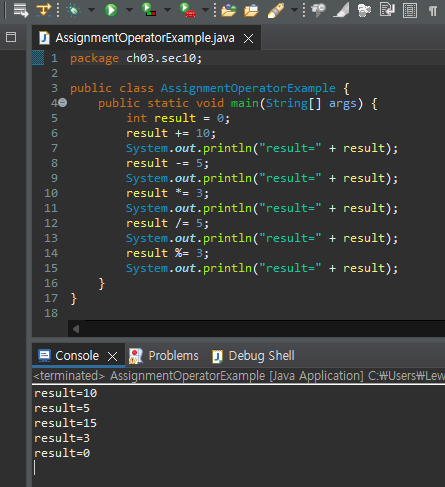 AssignmentOperatorExample.java
1 package ch03.sec10;
2
3 public class AssignmentOperatorExample {
4 public static void main(String[] args) {
5 int result = 0;
6 result += 10;
7 System.out.println("result=" + result);
8 result -= 5;
9 System.out.println("result=" + result);
10 result *= 3;
11 System.out.println("result=" + result);
12 result /= 5;
13 System.out.println("result=" + result);
14 result %= 3;
15 System.out.println("result=" + result);
16 }
17 }
18
Console Problems Debug Shell
<terminated> AssignmentOperatorExample [Java Application] C:₩Users₩Lew
result=10
result=5
result=15
result=3
result=0